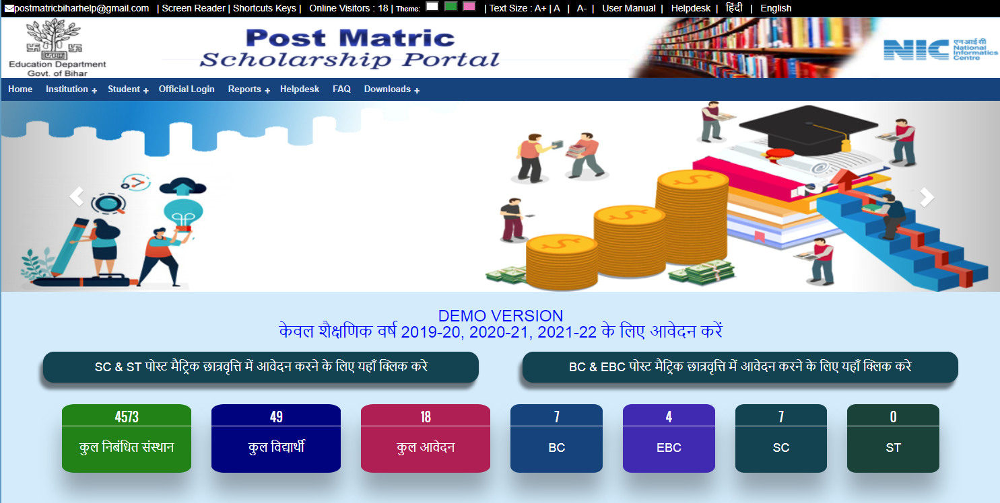 postmatricbiharhelp@gmail.com | Screen Reader | Shortcuts Keys | Online Visitors : 18 | Theme: | Text Size : A+ | A | A- | User Manual | Helpdesk | हिंदी | English
Education Department
Govt. of Bihar
Post Matric
Scholarship Portal
NIC
एन आई सी
National
Informatics
Centre
Home Institution + Student + Official Login Reports + Helpdesk FAQ Downloads +
DEMO VERSION
केवल शैक्षणिक वर्ष 2019-20, 2020-21, 2021-22 के लिए आवेदन करें
SC & ST पोस्ट मैट्रिक छात्रवृत्ति में आवेदन करने के लिए यहाँ क्लिक करे
BC & EBC पोस्ट मैट्रिक छात्रवृत्ति में आवेदन करने के लिए यहाँ क्लिक करे
4573
कुल निबंधित संस्थान
49
कुल विद्यार्थी
18
कुल आवेदन
7
BC
4
EBC
7
SC
0
ST